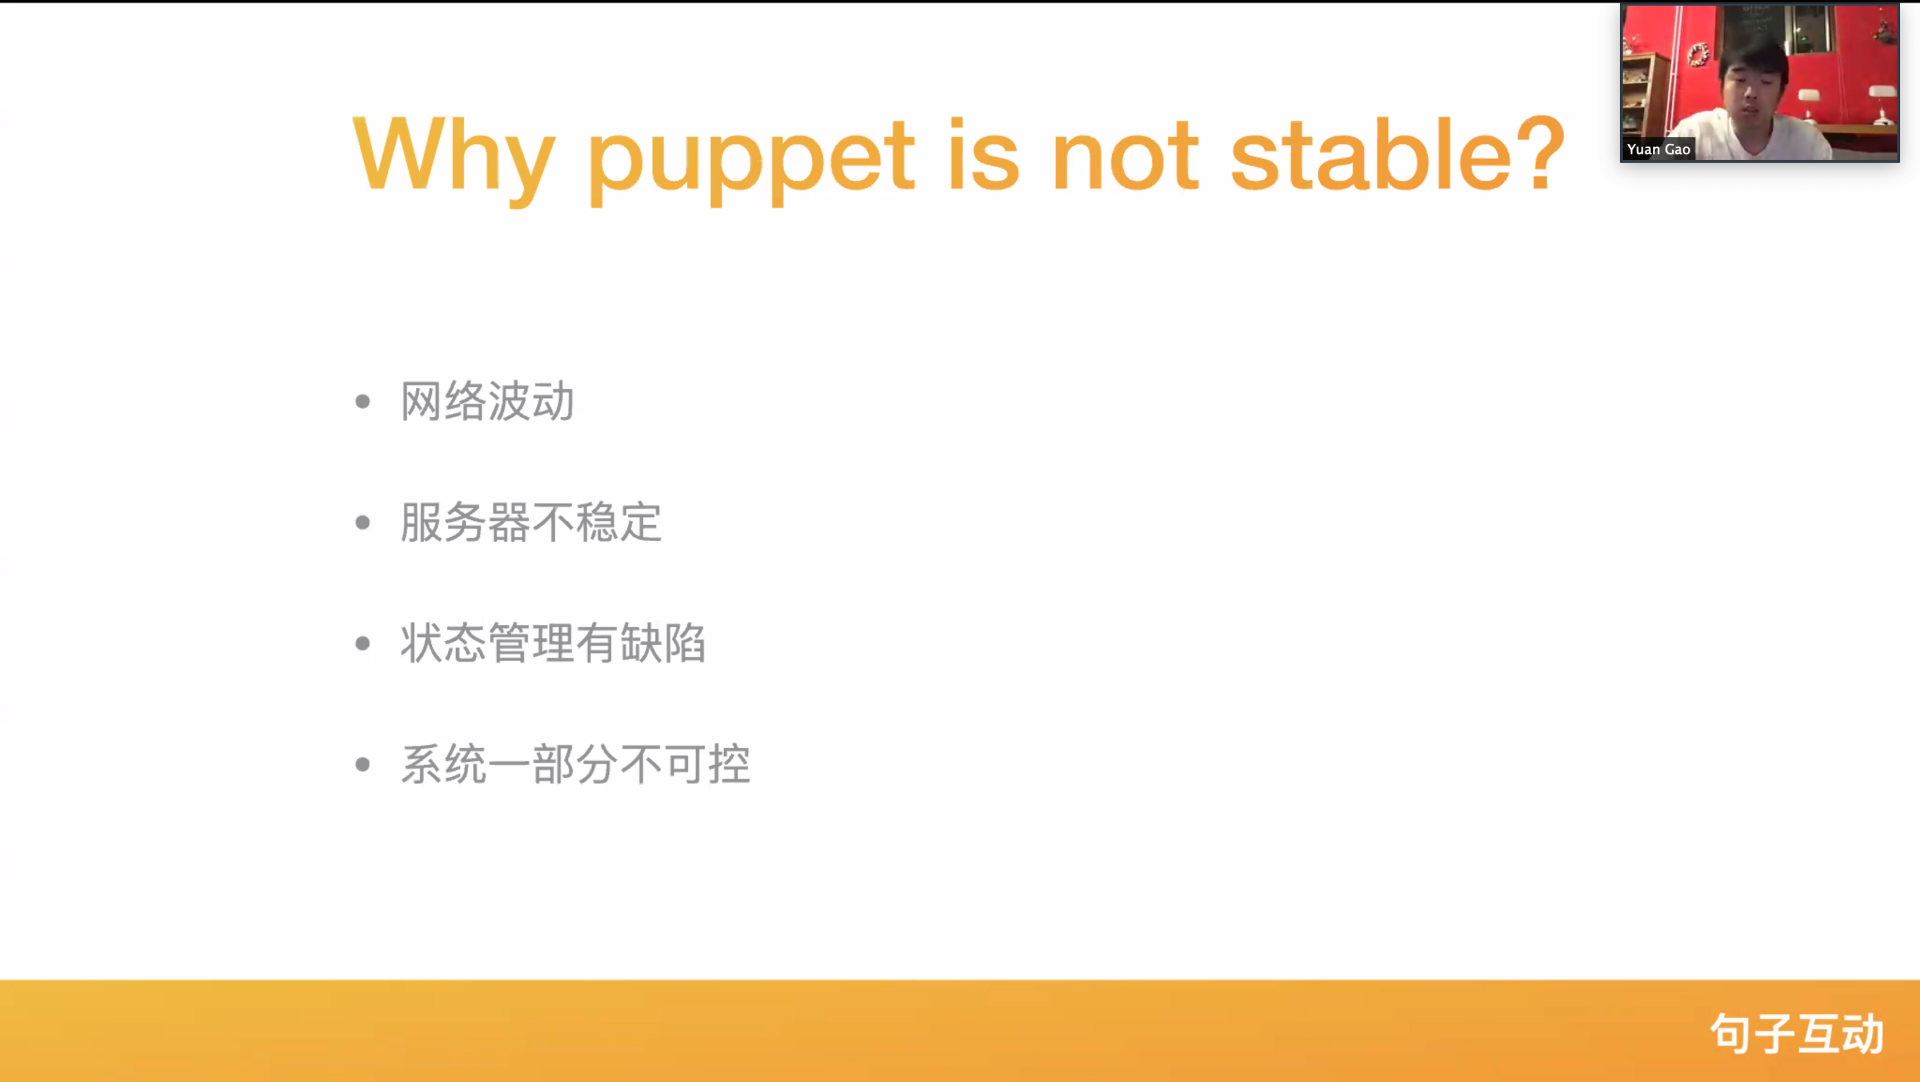 Why puppet is not stable?
Yuan Gao
• 网络波动
• 服务器不稳定
• 状态管理有缺陷
• 系统一部分不可控
句子互动